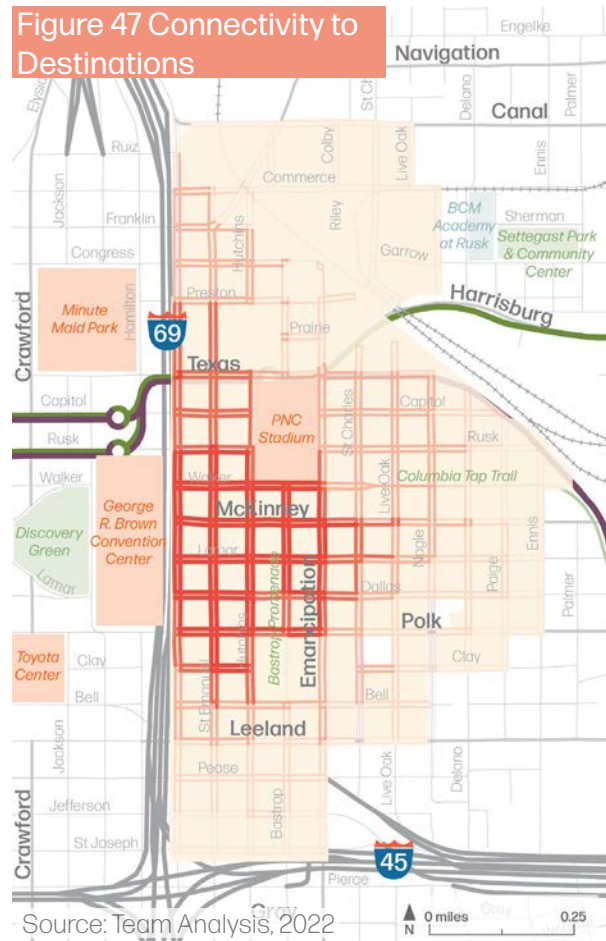 Figure 47 Connectivity to
Destinations
Engelke
Navigation
Delano
Palmer
Canal
Colby
Live Oak
Ennis
Ruiz
Commerce
Jackson
Riley
BCM
Academy
at Rusk
Sherman
Settegast Park
& Community
Center
Franklin
Hutchins
Garrow
Congress
Preston
Harrisburg
Crawford
Minute
Maid Park
Hamilton
69
Prairie
Texas
Capitol
PNC
Stadium
St Charles
Capitol
Rusk
Rusk
Walker
Walker
Live Oak
Columbia Tap Trail
McKinney
George
R. Brown
Convention
Center
Discovery
Green
Lamar
Lamar
Nagle
Ennis
Bastrop Promenade
Emancipation
Dallas
Paige
Palmer
Polk
Toyota
Center
Clay
Hutchins
Clay
Bell
St Emanuel
Bell
Leeland
Jackson
Pease
Live Oak
Delano
Jefferson
Bastrop
Crawford
St Joseph
45
Pierce
Gray
Gray
Source: Team Analysis, 2022
N
0 miles
0.25